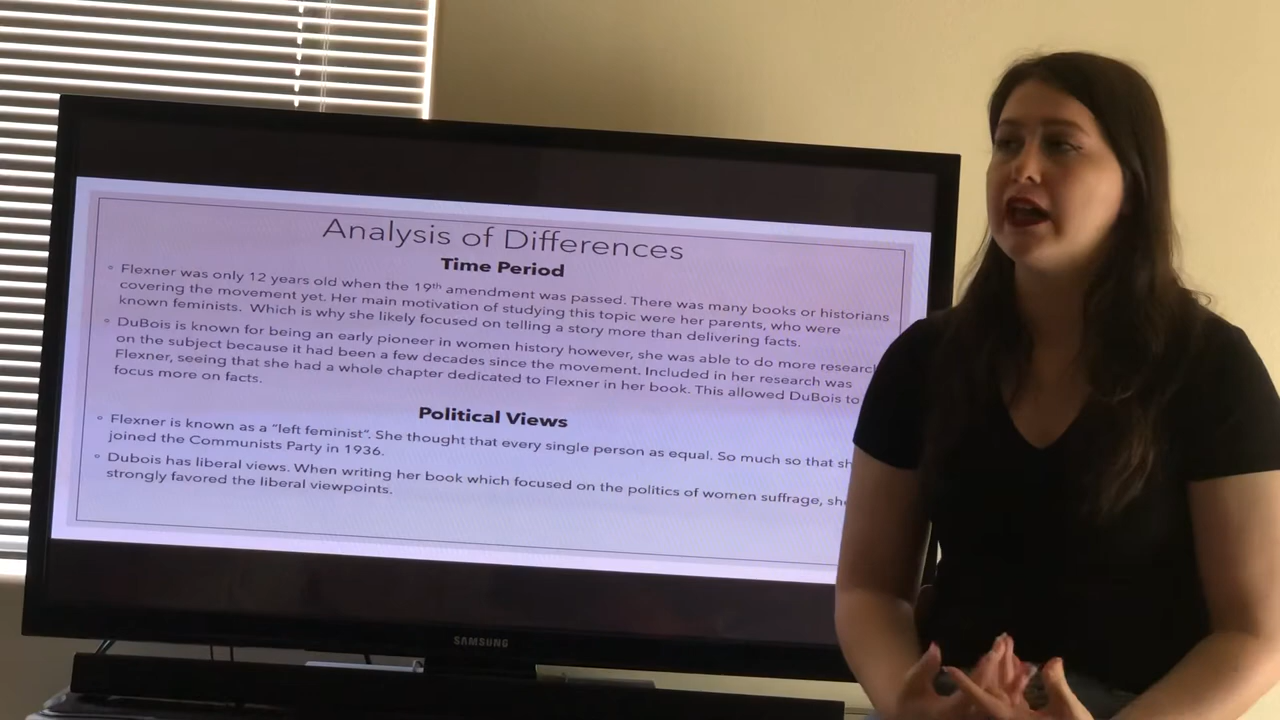 Analysis of Differences
Time Period
Flexner was only 12 years old when the 19th amendment was passed. There was many books or historians
covering the movement yet. Her main motivation of studying this topic were her parents, who were
known feminists. Which is why she likely focused on telling a story more than delivering facts.
DuBois is known for being an early pioneer in women history however, she was able to do more research
on the subject because it had been a few decades since the movement. Included in her research was
Flexner, seeing that she had a whole chapter dedicated to Flexner in her book. This allowed DuBois to
focus more on facts.
Political Views
Flexner is known as a "left feminist". She thought that every single person as equal. So much so that sh
joined the Communists Party in 1936.
Dubois has liberal views. When writing her book which focused on the politics of women suffrage, she
strongly favored the liberal viewpoints.
SAMSUNG